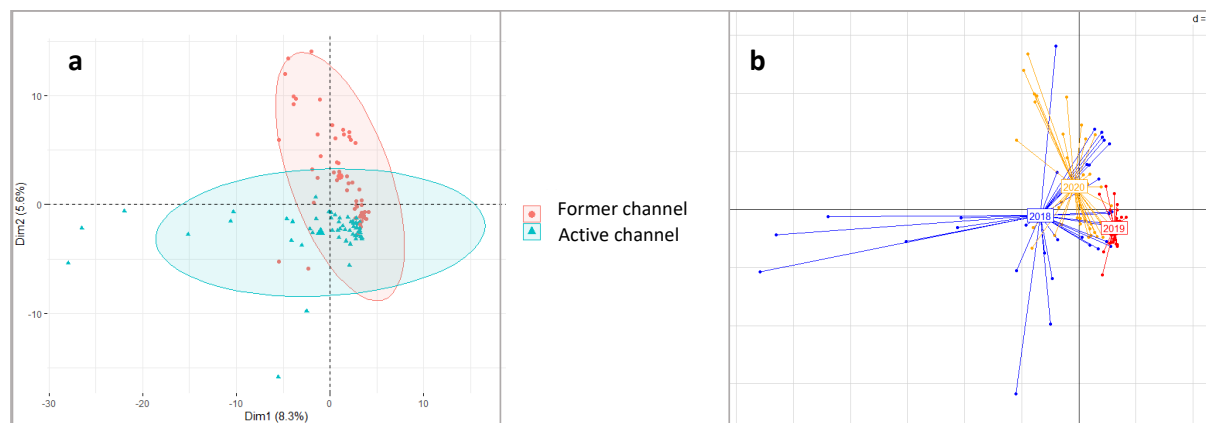 a
10
0
-10
-30
-20
-10
0
10
Dim2 (5.6%)
Dim1 (8.3%)
Former channel
Active channel
b
d =
2020
2018
2019